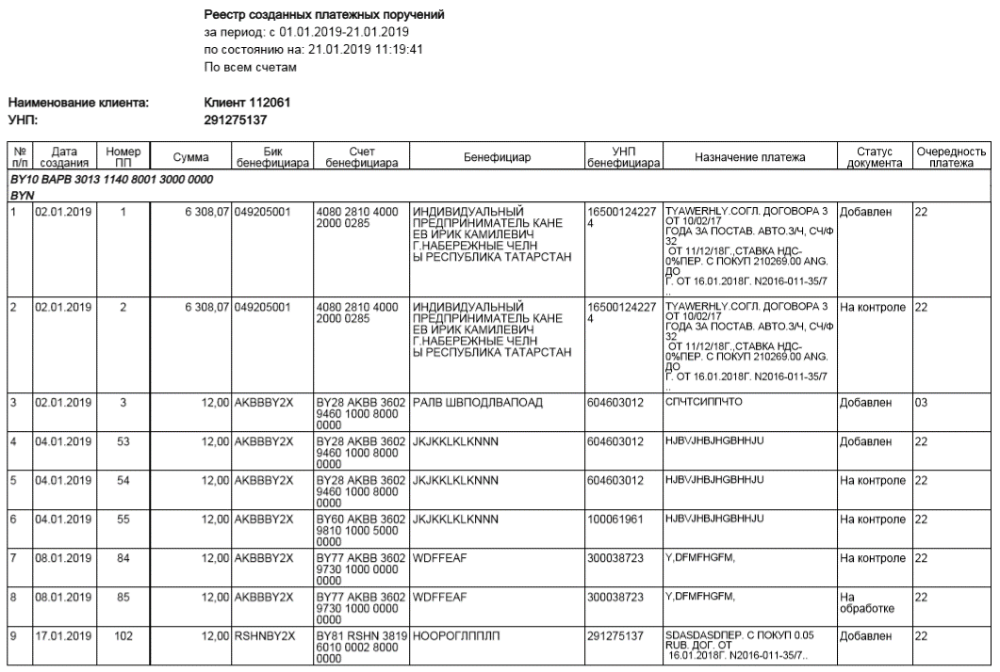 Реестр созданных платежных поручений
за период: с 01.01.2019-21.01.2019
по состоянию на: 21.01.2019 11:19:41
По всем счетам
Наименование клиента: Клиент 112061
УНП: 291275137
№ п/п Дата создания Номер ПП Сумма Бик бенефициара Счет бенефициара Бенефициар УНП бенефициара Назначение платежа Статус документа Очередность платежа
BY10 BAPB 3013 1140 8001 3000 0000
BYN
1 02.01.2019 1 6 308,07 049205001 4080 2810 4000 ИНДИВИДУАЛЬНЫЙ 16500124227 TYAWERHLY.СОГЛ. ДОГОВОРА 3 Добавлен 22
2000 0285 ПРЕДПРИНИМАТЕЛЬ КАНЕ 4 ОТ 10/02/17
ЕВ ИРИК КАМИЛЕВИЧ ГОДА ЗА ПОСТАВ. АВТО.З/Ч, СЧ/Ф
Г.НАБЕРЕЖНЫЕ ЧЕЛН 32
Ы РЕСПУБЛИКА ТАТАРСТАН ОТ 11/12/18Г.,СТАВКА НДС-
0%ПЕР. С ПОКУП 210269.00 ANG.
ДО
Г. ОТ 16.01.2018Г. N2016-011-35/7
..
2 02.01.2019 2 6 308,07 049205001 4080 2810 4000 ИНДИВИДУАЛЬНЫЙ 16500124227 TYAWERHLY.СОГЛ. ДОГОВОРА 3 На контроле 22
2000 0285 ПРЕДПРИНИМАТЕЛЬ КАНЕ 4 ОТ 10/02/17
ЕВ ИРИК КАМИЛЕВИЧ ГОДА ЗА ПОСТАВ. АВТО.З/Ч, СЧ/Ф
Г.НАБЕРЕЖНЫЕ ЧЕЛН 32
Ы РЕСПУБЛИКА ТАТАРСТАН ОТ 11/12/18Г.,СТАВКА НДС-
0%ПЕР. С ПОКУП 210269.00 ANG.
ДО
Г. ОТ 16.01.2018Г. N2016-011-35/7
..
3 02.01.2019 3 12,00 AKBBBY2X BY28 AKBB 3602 РАЛВ ШВПОДЛВАПОАД 604603012 СПЧТСИППЧТО Добавлен 03
9460 1000 8000
0000
4 04.01.2019 53 12,00 AKBBBY2X BY28 AKBB 3602 JKJKKLKLKNNN 604603012 HJBVJHBJHGBHHJU Добавлен 22
9460 1000 8000
0000
5 04.01.2019 54 12,00 AKBBBY2X BY28 AKBB 3602 JKJKKLKLKNNN 604603012 HJBVJHBJHGBHHJU На контроле 22
9460 1000 8000
0000
6 04.01.2019 55 12,00 AKBBBY2X BY60 AKBB 3602 JKJKKLKLKNNN 100061961 HJBVJHBJHGBHHJU На контроле 22
9810 1000 5000
0000
7 08.01.2019 84 12,00 AKBBBY2X BY77 AKBB 3602 WDFFEAF 300038723 Y,DFMFHGFM, На контроле 22
9730 1000 0000
0000
8 08.01.2019 85 12,00 AKBBBY2X BY77 AKBB 3602 WDFFEAF 300038723 Y,DFMFHGFM, На 22
9730 1000 0000 обработке
0000
9 17.01.2019 102 12,00 RSHNBY2X BY81 RSHN 3819 НООРОГЛППЛП 291275137 SDASDASDПЕР. С ПОКУП 0.05 Добавлен 22
6010 0002 8000 RUB. ДОГ. ОТ
0000 16.01.2018Г. N2016-011-35/7..